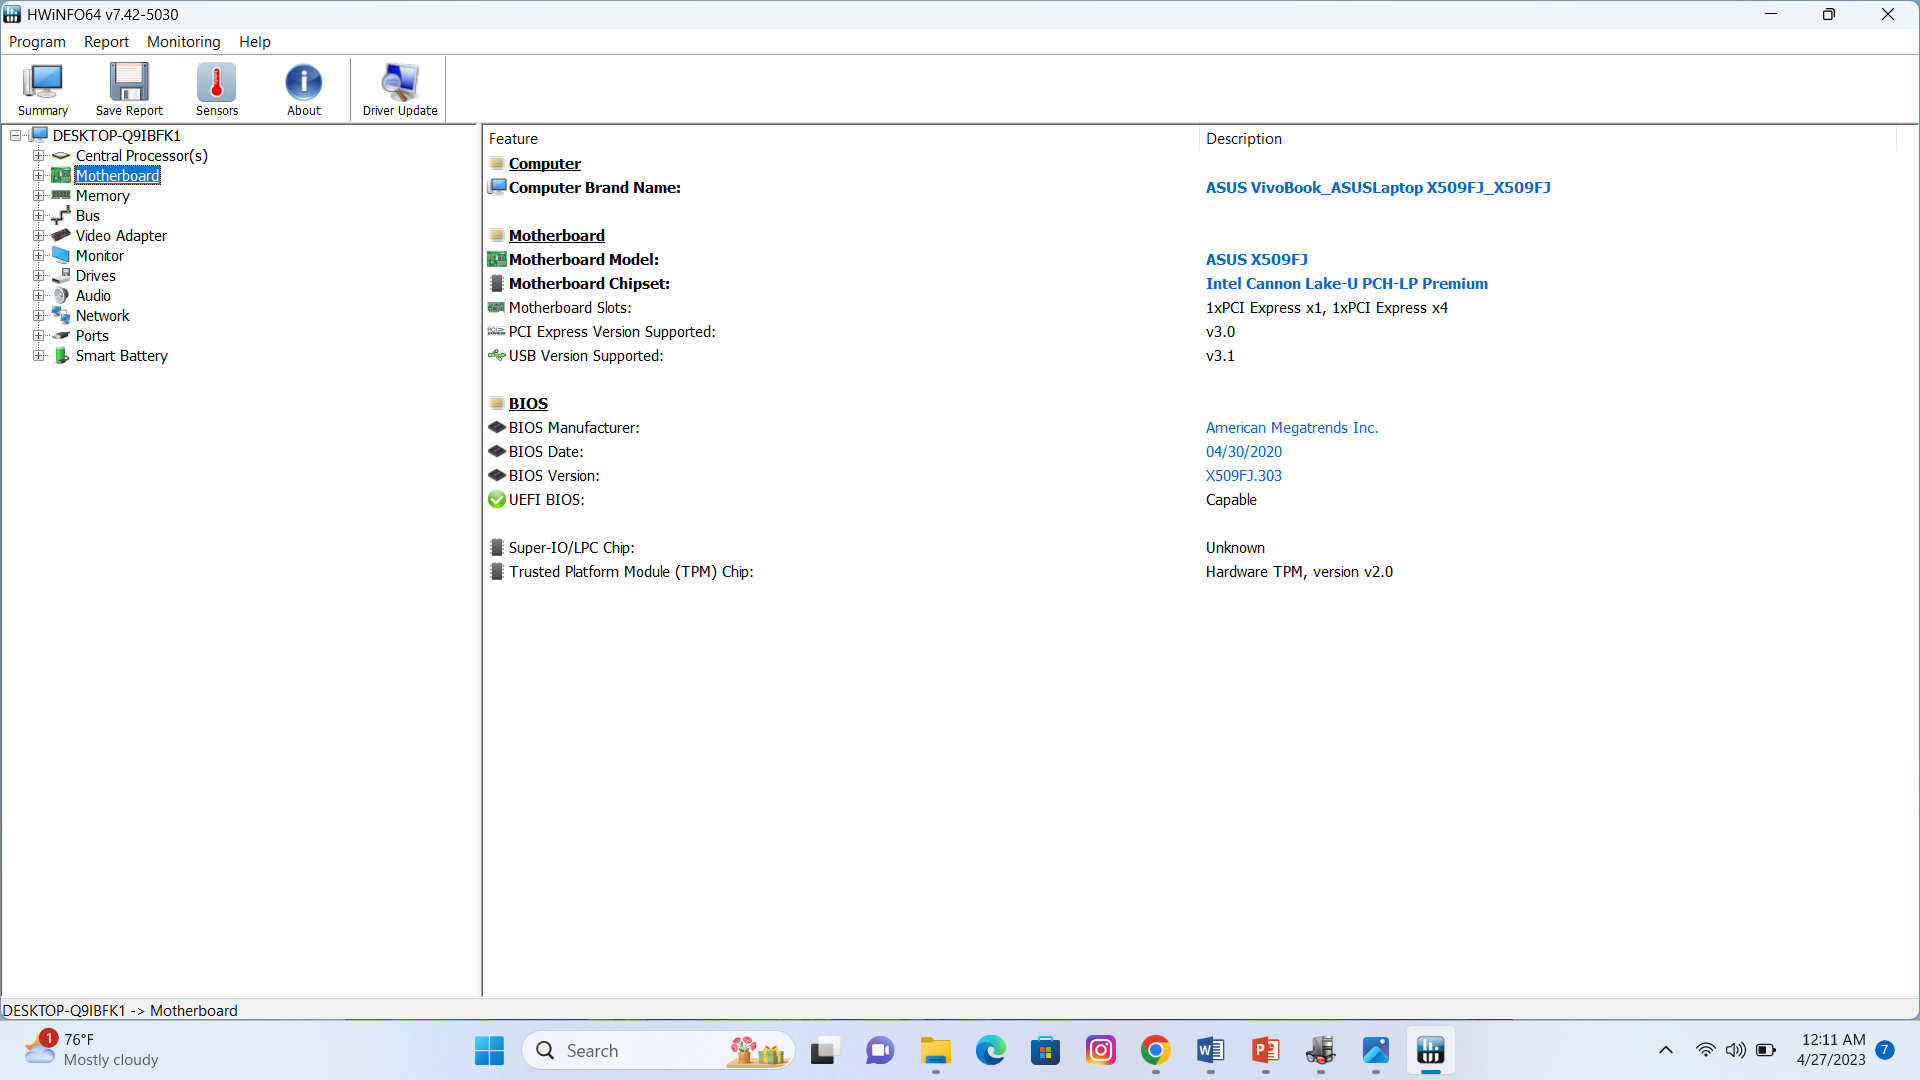 HWiNFO64 v7.42-5030
Program Report Monitoring Help
Summary Save Report Sensors About Driver Update
DESKTOP-Q9IBFK1
Central Processor(s)
Motherboard
Memory
Bus
Video Adapter
Monitor
Drives
Audio
Network
Ports
Smart Battery
Feature Description
Computer
Computer Brand Name: ASUS VivoBook_ASUSLaptop X509FJ_X509FJ
Motherboard
Motherboard Model: ASUS X509FJ
Motherboard Chipset: Intel Cannon Lake-U PCH-LP Premium
Motherboard Slots: 1xPCI Express x1, 1xPCI Express x4
PCI Express Version Supported: v3.0
USB Version Supported: v3.1
BIOS
BIOS Manufacturer: American Megatrends Inc.
BIOS Date: 04/30/2020
BIOS Version: X509FJ.303
UEFI BIOS: Capable
Super-IO/LPC Chip: Unknown
Trusted Platform Module (TPM) Chip: Hardware TPM, version v2.0
DESKTOP-Q9IBFK1 -> Motherboard
1 76°F
Mostly cloudy
Search
12:11 AM
4/27/2023
7